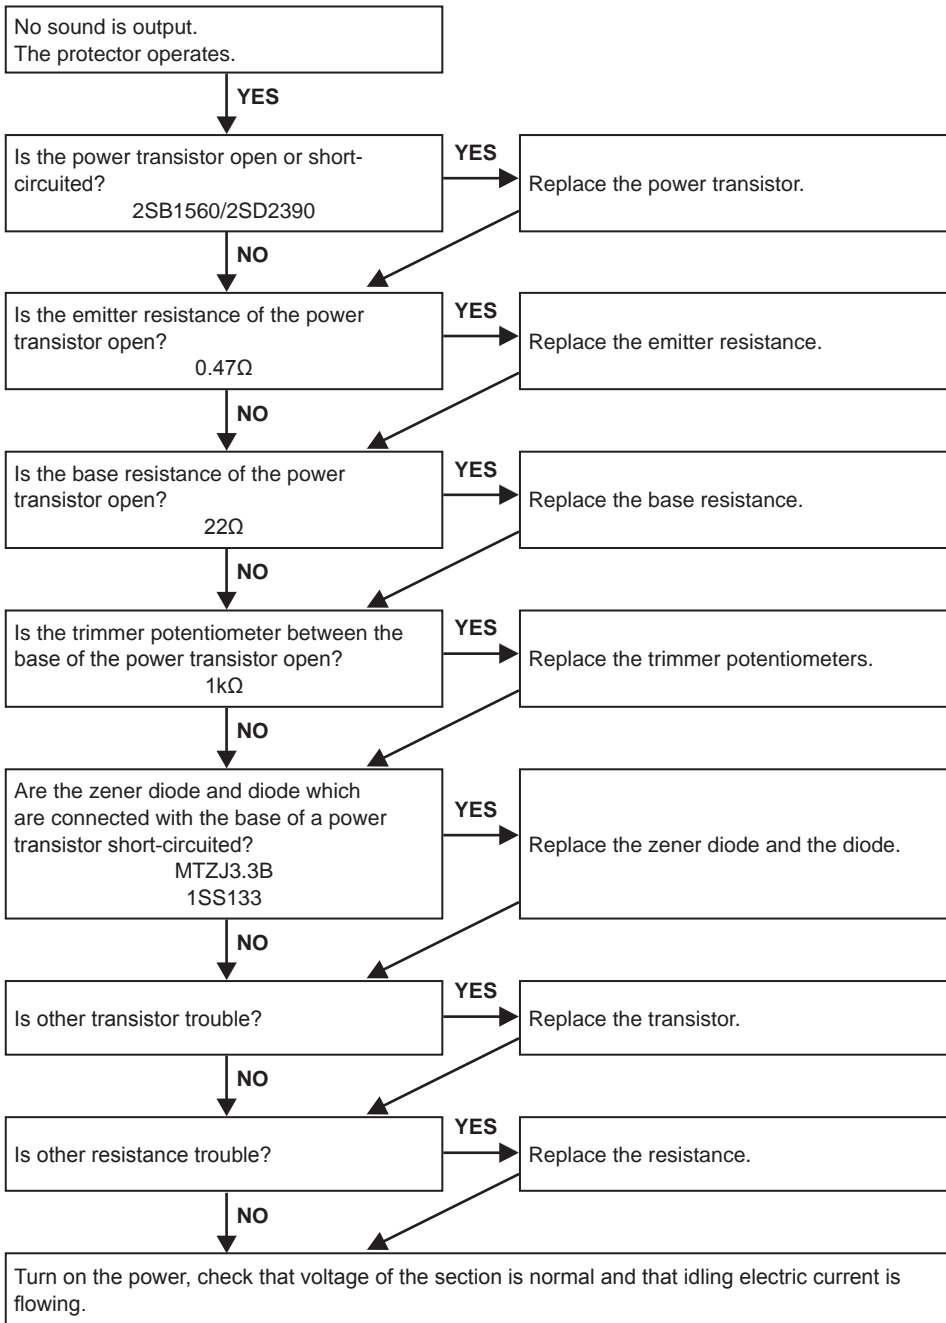 No sound is output.
The protector operates.
YES
Is the power transistor open or short-
circuited?
2SB1560/2SD2390
YES
Replace the power transistor.
NO
Is the emitter resistance of the power
transistor open?
0.47Ω
YES
Replace the emitter resistance.
NO
Is the base resistance of the power
transistor open?
22Ω
YES
Replace the base resistance.
NO
Is the trimmer potentiometer between the
base of the power transistor open?
1kΩ
YES
Replace the trimmer potentiometers.
NO
Are the zener diode and diode which
are connected with the base of a power
transistor short-circuited?
MTZJ3.3B
1SS133
YES
Replace the zener diode and the diode.
NO
Is other transistor trouble?
YES
Replace the transistor.
NO
Is other resistance trouble?
YES
Replace the resistance.
NO
Turn on the power, check that voltage of the section is normal and that idling electric current is
flowing.